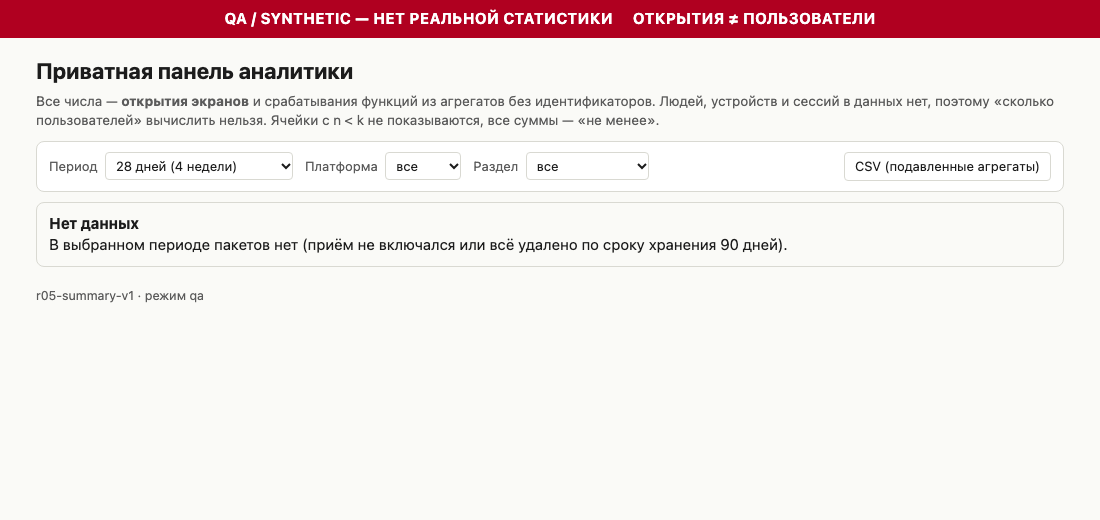 QA / SYNTHETIC — НЕТ РЕАЛЬНОЙ СТАТИСТИКИ ОТКРЫТИЯ ≠ ПОЛЬЗОВАТЕЛИ
Приватная панель аналитики
Все числа — открытия экранов и срабатывания функций из агрегатов без идентификаторов. Людей, устройств и сессий в данных нет, поэтому «сколько
пользователей» вычислить нельзя. Ячейки с n < k не показываются, все суммы — «не менее».
Период 28 дней (4 недели) Платформа все Раздел все CSV (подавленные агрегаты)
Нет данных
В выбранном периоде пакетов нет (приём не включался или всё удалено по сроку хранения 90 дней).
r05-summary-v1 · режим qa